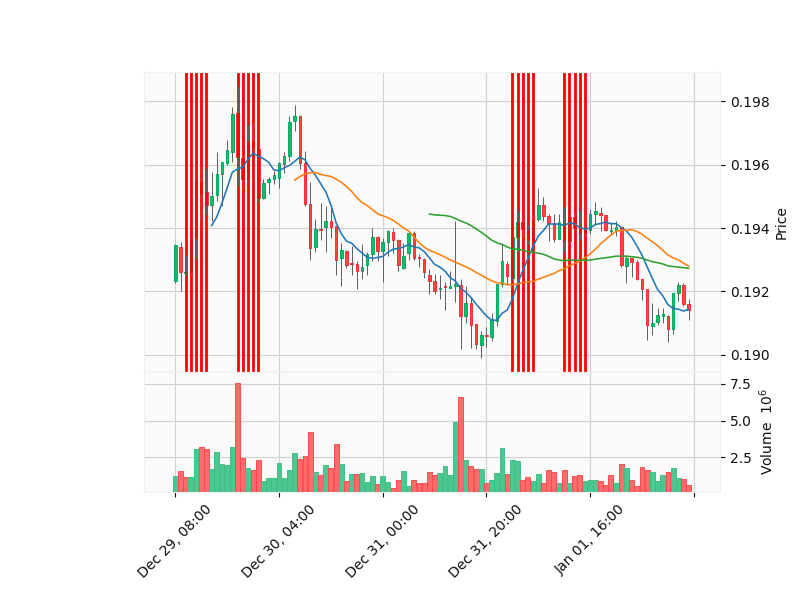 0.198
0.196
0.194
0.192
0.190
Price
7.5
5.0
2.5
Volume 10^6
Dec 29, 08:00
Dec 30, 04:00
Dec 31, 00:00
Dec 31, 20:00
Jan 01, 16:00